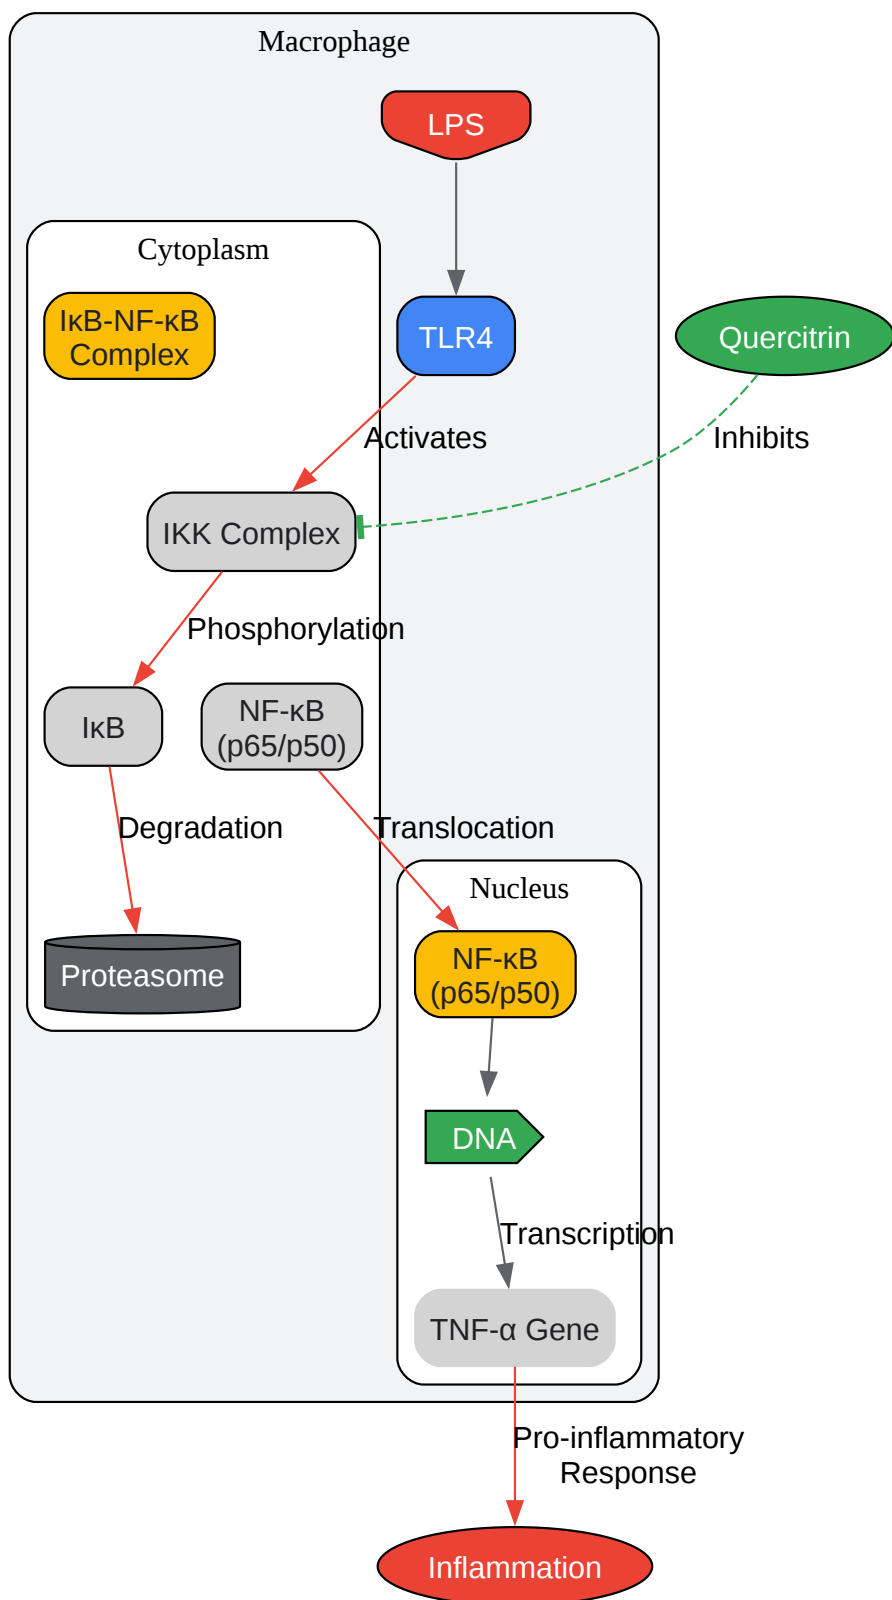 Macrophage
LPS
Cytoplasm
IκB-NF-κB
Complex
TLR4
Quercitrin
Activates
Inhibits
IKK Complex
Phosphorylation
IκB
NF-κB
(p65/p50)
Degradation
Translocation
Nucleus
Proteasome
NF-κB
(p65/p50)
DNA
Transcription
TNF-α Gene
Pro-inflammatory
Response
Inflammation